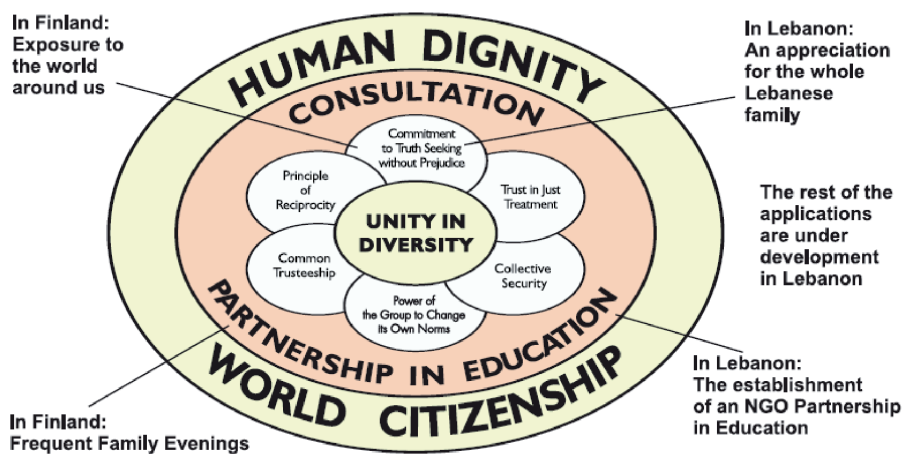 In Finland:
Exposure to
the world
around us
In Lebanon:
An appreciation
for the whole
Lebanese
family
HUMAN DIGNITY
CONSULTATION
Commitment
to Truth Seeking
without Prejudice
Principle
of
Reciprocity
Trust in Just
Treatment
UNITY IN
DIVERSITY
The rest of the
applications
are under
development
in Lebanon
Common
Trusteeship
Collective
Security
Power of
the Group to Change
its Own Norms
PARTNERSHIP IN EDUCATION
WORLD CITIZENSHIP
In Finland:
Frequent Family Evenings
In Lebanon:
The establishment
of an NGO Partnership
in Education